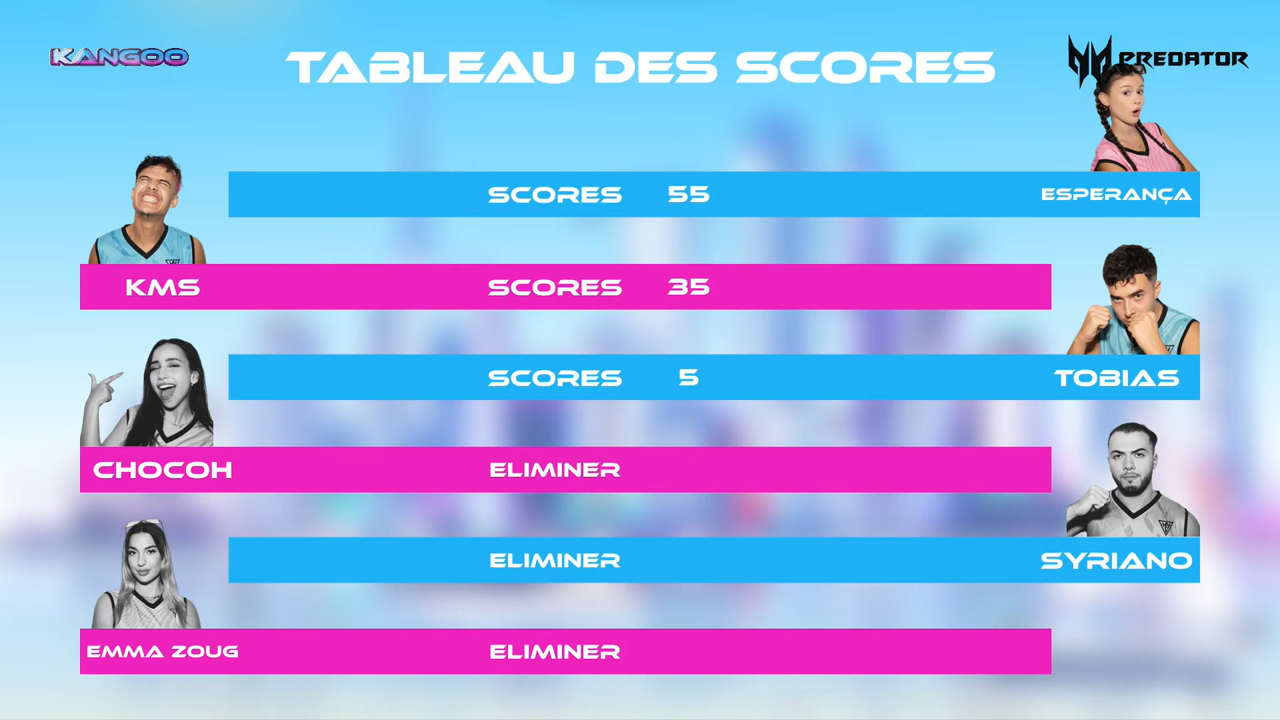 KANGOO
TABLEAU DES SCORES
PREDATOR
SCORES 55 ESPERANÇA
KMS SCORES 35
SCORES 5 TOBIAS
CHOCOH ELIMINER
ELIMINER SYRIANO
EMMA ZOUG ELIMINER